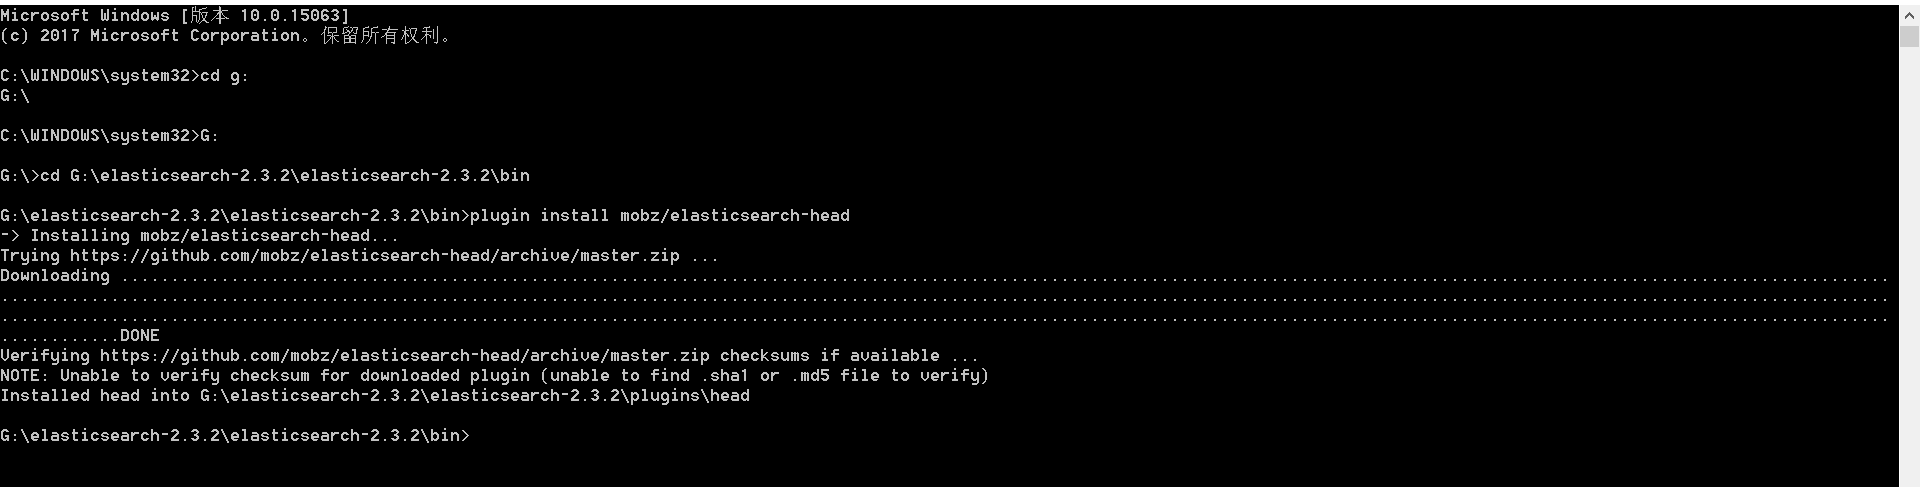 Microsoft Windows [版本 10.0.15063]
(c) 2017 Microsoft Corporation。保留所有权利。
C:\WINDOWS\system32>cd g:
G:\
C:\WINDOWS\system32>G:
G:\>cd G:\elasticsearch-2.3.2\elasticsearch-2.3.2\bin
G:\elasticsearch-2.3.2\elasticsearch-2.3.2\bin>plugin install mobz/elasticsearch-head
-> Installing mobz/elasticsearch-head...
Trying https://github.com/mobz/elasticsearch-head/archive/master.zip ...
Downloading .................................................................................................................................................................................
.............................................................................................................................................................................................
.............................................................................................................................................................................................
............DONE
Verifying https://github.com/mobz/elasticsearch-head/archive/master.zip checksums if available ...
NOTE: Unable to verify checksum for downloaded plugin (unable to find .sha1 or .md5 file to verify)
Installed head into G:\elasticsearch-2.3.2\elasticsearch-2.3.2\plugins\head
G:\elasticsearch-2.3.2\elasticsearch-2.3.2\bin>